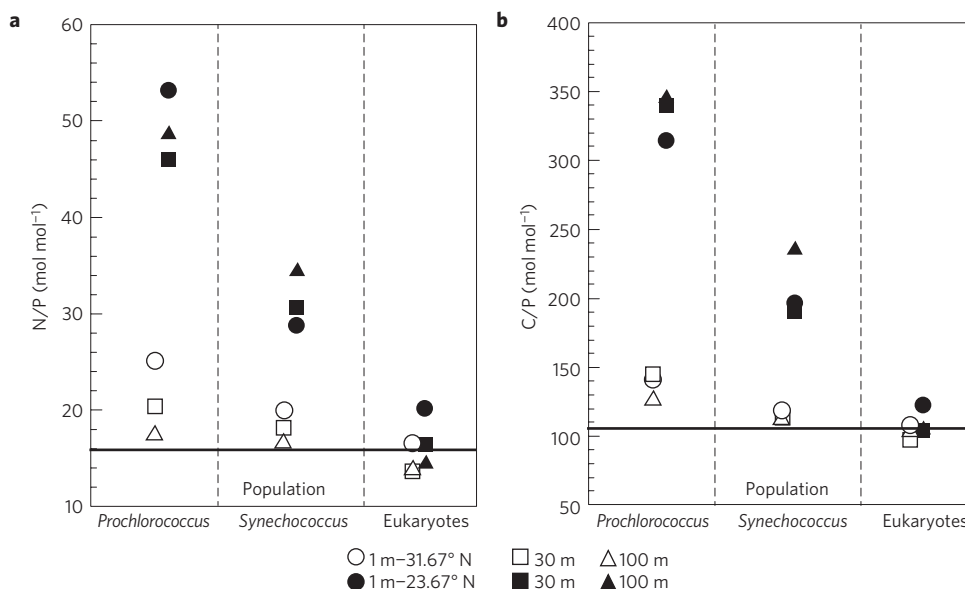 a
60
50
40
30
20
10
N/P (mol mol⁻¹)
Population
Prochlorococcus
Synechococcus
Eukaryotes
b
400
350
300
250
200
150
100
50
C/P (mol mol⁻¹)
Population
Prochlorococcus
Synechococcus
Eukaryotes
1 m–31.67° N
30 m
100 m
1 m–23.67° N
30 m
100 m